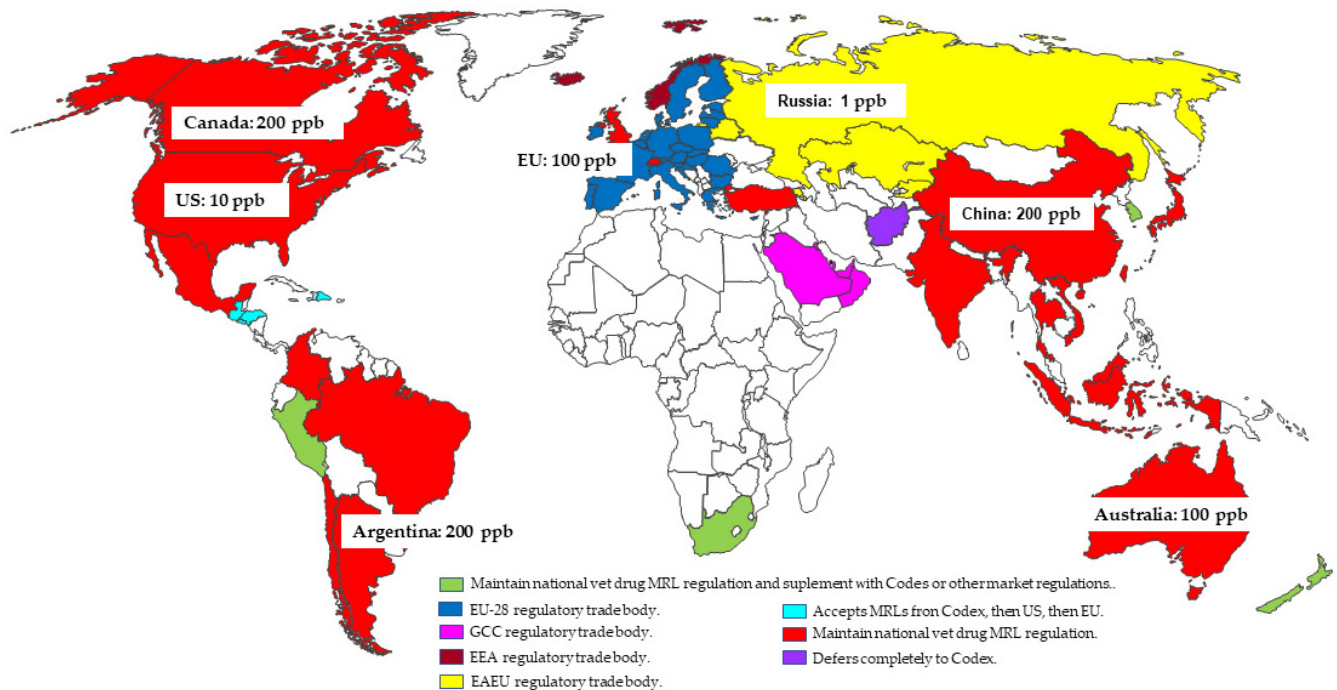 Canada: 200 ppb
Russia: 1 ppb
EU: 100 ppb
US: 10 ppb
China: 200 ppb
Argentina: 200 ppb
Australia: 100 ppb
Maintain national vet drug MRL regulation and suplement with Codes or other market regulations..
EU-28 regulatory trade body.
GCC regulatory trade body.
EEA regulatory trade body.
EAEU regulatory trade body.
Accepts MRLs fron Codex, then US, then EU.
Maintain national vet drug MRL regulation.
Defers completely to Codex.